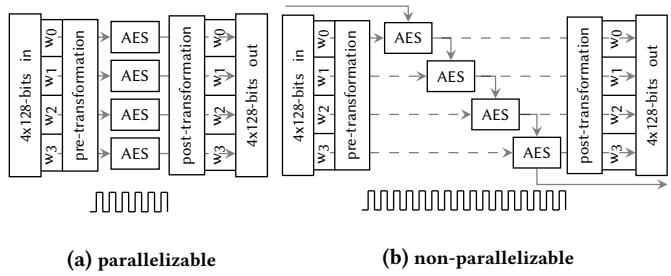 4x128-bits in
w0
w1
w2
w3
pre-transformation
AES
AES
AES
AES
post-transformation
w0
w1
w2
w3
4x128-bits out
(a) parallelizable
4x128-bits in
w0
w1
w2
w3
pre-transformation
AES
AES
AES
AES
post-transformation
w0
w1
w2
w3
4x128-bits out
(b) non-parallelizable